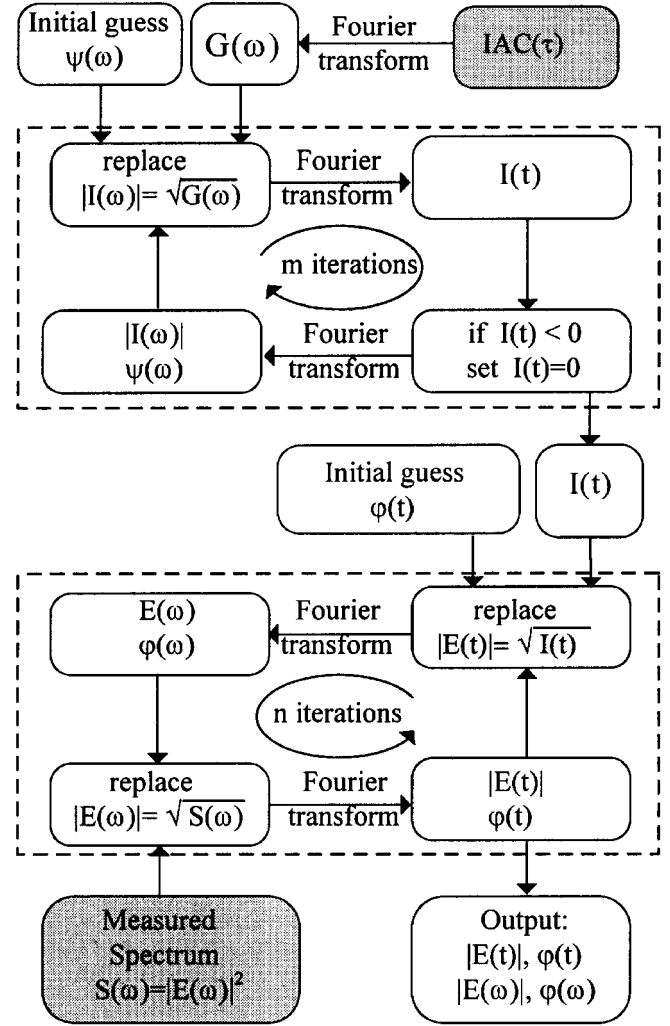 Initial guess
ψ(ω)
G(ω)
Fourier
transform
IAC(τ)
replace
|I(ω)|= √G(ω)
Fourier
transform
I(t)
m iterations
|I(ω)|
ψ(ω)
Fourier
transform
if I(t) < 0
set I(t)=0
Initial guess
φ(t)
I(t)
E(ω)
φ(ω)
Fourier
transform
replace
|E(t)|= √I(t)
n iterations
replace
|E(ω)|= √S(ω)
Fourier
transform
|E(t)|
φ(t)
Measured
Spectrum
S(ω)=|E(ω)|²
Output:
|E(t)|, φ(t)
|E(ω)|, φ(ω)